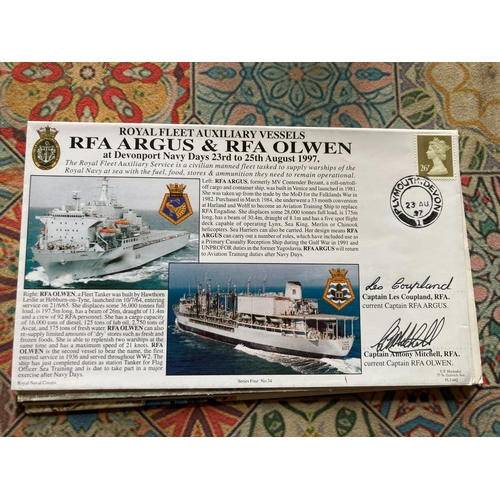 ROYAL FLEET AUXILIARY VESSELS
RFA ARGUS & RFA OLWEN
at Devonport Navy Days 23rd to 25th August 1997.
The Royal Fleet Auxiliary Service is a civilian manned fleet tasked to supply warships of the
Royal Navy at sea with the fuel, food, stores & ammunition they need to remain operational.
Left: RFA ARGUS, formerly MV Contender Bezant, a roll-on/roll-
off cargo and container ship, was built in Venice and launched in 1981.
She was taken up from the trade by the MoD for the Falklands War in
1982. Purchased in March 1984, she underwent a 33 month conversion
at Harland and Wolff to become an Aviation Training Ship to replace
RFA Engadine. She displaces some 28,000 tonnes full load, is 175m
long, has a beam of 30.4m, draught of 8.1m and has a five spot flight
deck capable of operating Lynx, Sea King, Merlin or Chinook
helicopters. Sea Harriers can also be carried. Her design means RFA
ARGUS can carry out a number of roles, which have included use as
a Primary Casualty Reception Ship during the Gulf War in 1991 and
UNPROFOR duties in the former Yugoslavia. RFA ARGUS will return
to Aviation Training duties after Navy Days.
Right: RFA OLWEN, a Fleet Tanker was built by Hawthorn
Leslie at Hebburn-on-Tyne, launched on 10/7/64, entering
service on 21/6/65. She displaces some 36,000 tonnes full
load, is 197.5m long, has a beam of 26m, draught of 11.4m
and a crew of 92 RFA personnel. She has a cargo capacity
of 16,000 tons of diesel, 125 tons of lub oil, 2,750 tons of
Avcat, and 375 tons of fresh water. RFA OLWEN can also
supply limited amounts of 'dry' stores such as fresh and
frozen foods. She is able to replenish two warships at the
same time and has a maximum speed of 21 knots. RFA
OLWEN is the second vessel to bear the name, the first
entered service in 1936 and served throughout WW2. The
ship has just completed duties as station Tanker for Flag
Officer Sea Training and is due to take part in a major
exercise after Navy Days.
26
PLYMOUTH·DEVON
23 AU
97
1
Les Coupland
Captain Les Coupland, RFA.
current Captain RFA ARGUS.
Captain Antony Mitchell, RFA.
current Captain RFA OLWEN.
Royal Naval Covers
Series Four No:34